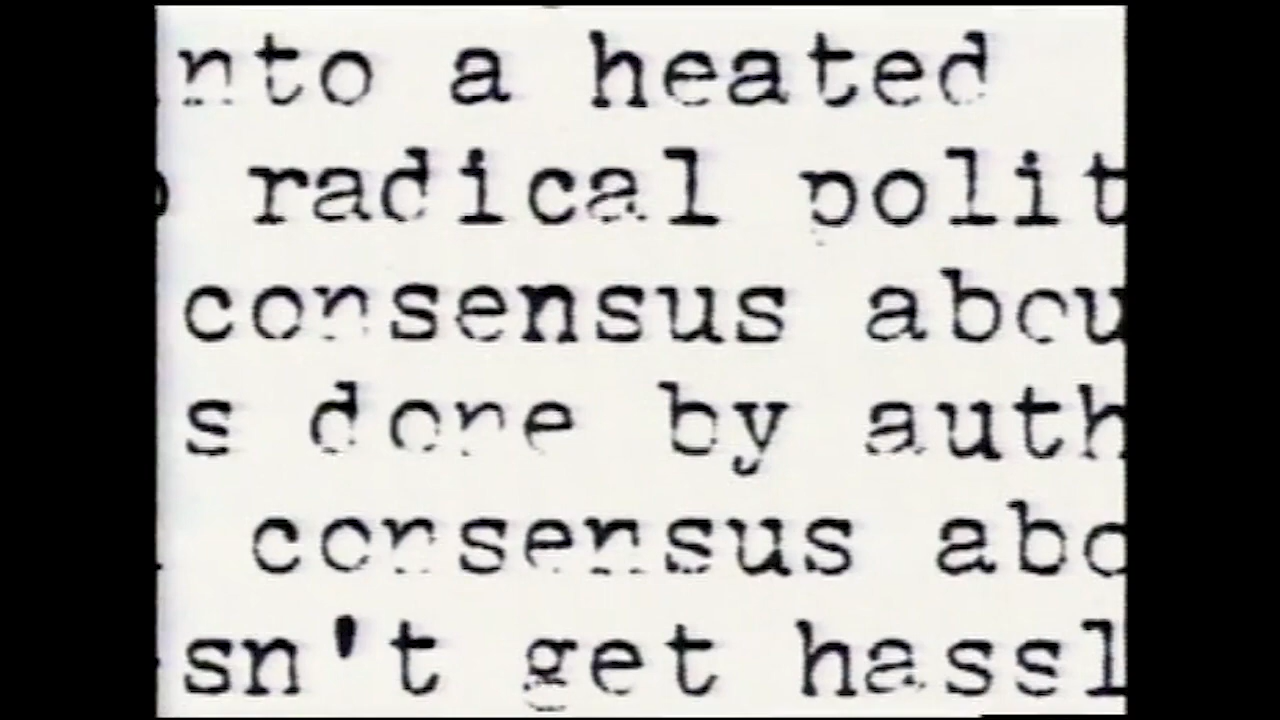 nto a heated
o radical polit
consensus abou
s done by auth
consensus abo
sn't get hassl